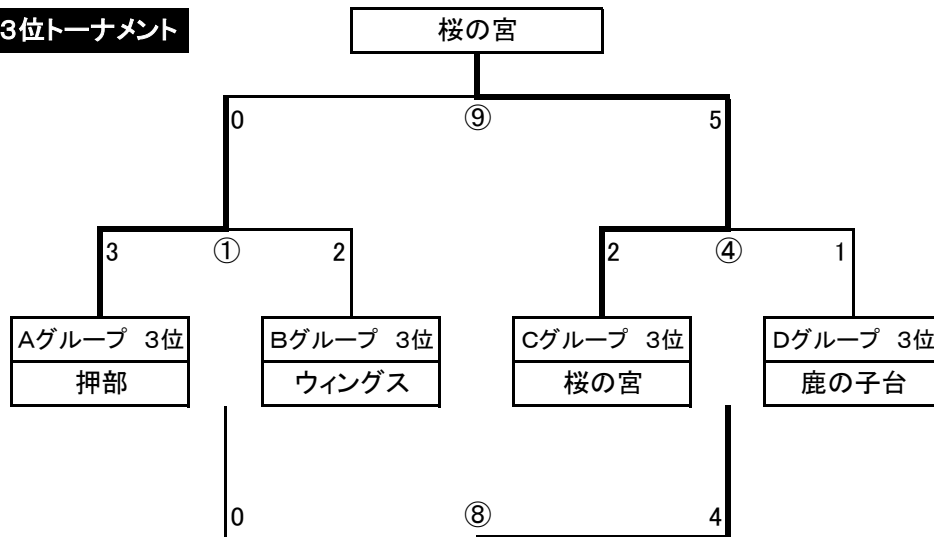 3位トーナメント
桜の宮
0 ⑨ 5
3 ① 2 2 ④ 1
Aグループ 3位 Bグループ 3位 Cグループ 3位 Dグループ 3位
押部 ウィングス 桜の宮 鹿の子台
0 ⑧ 4